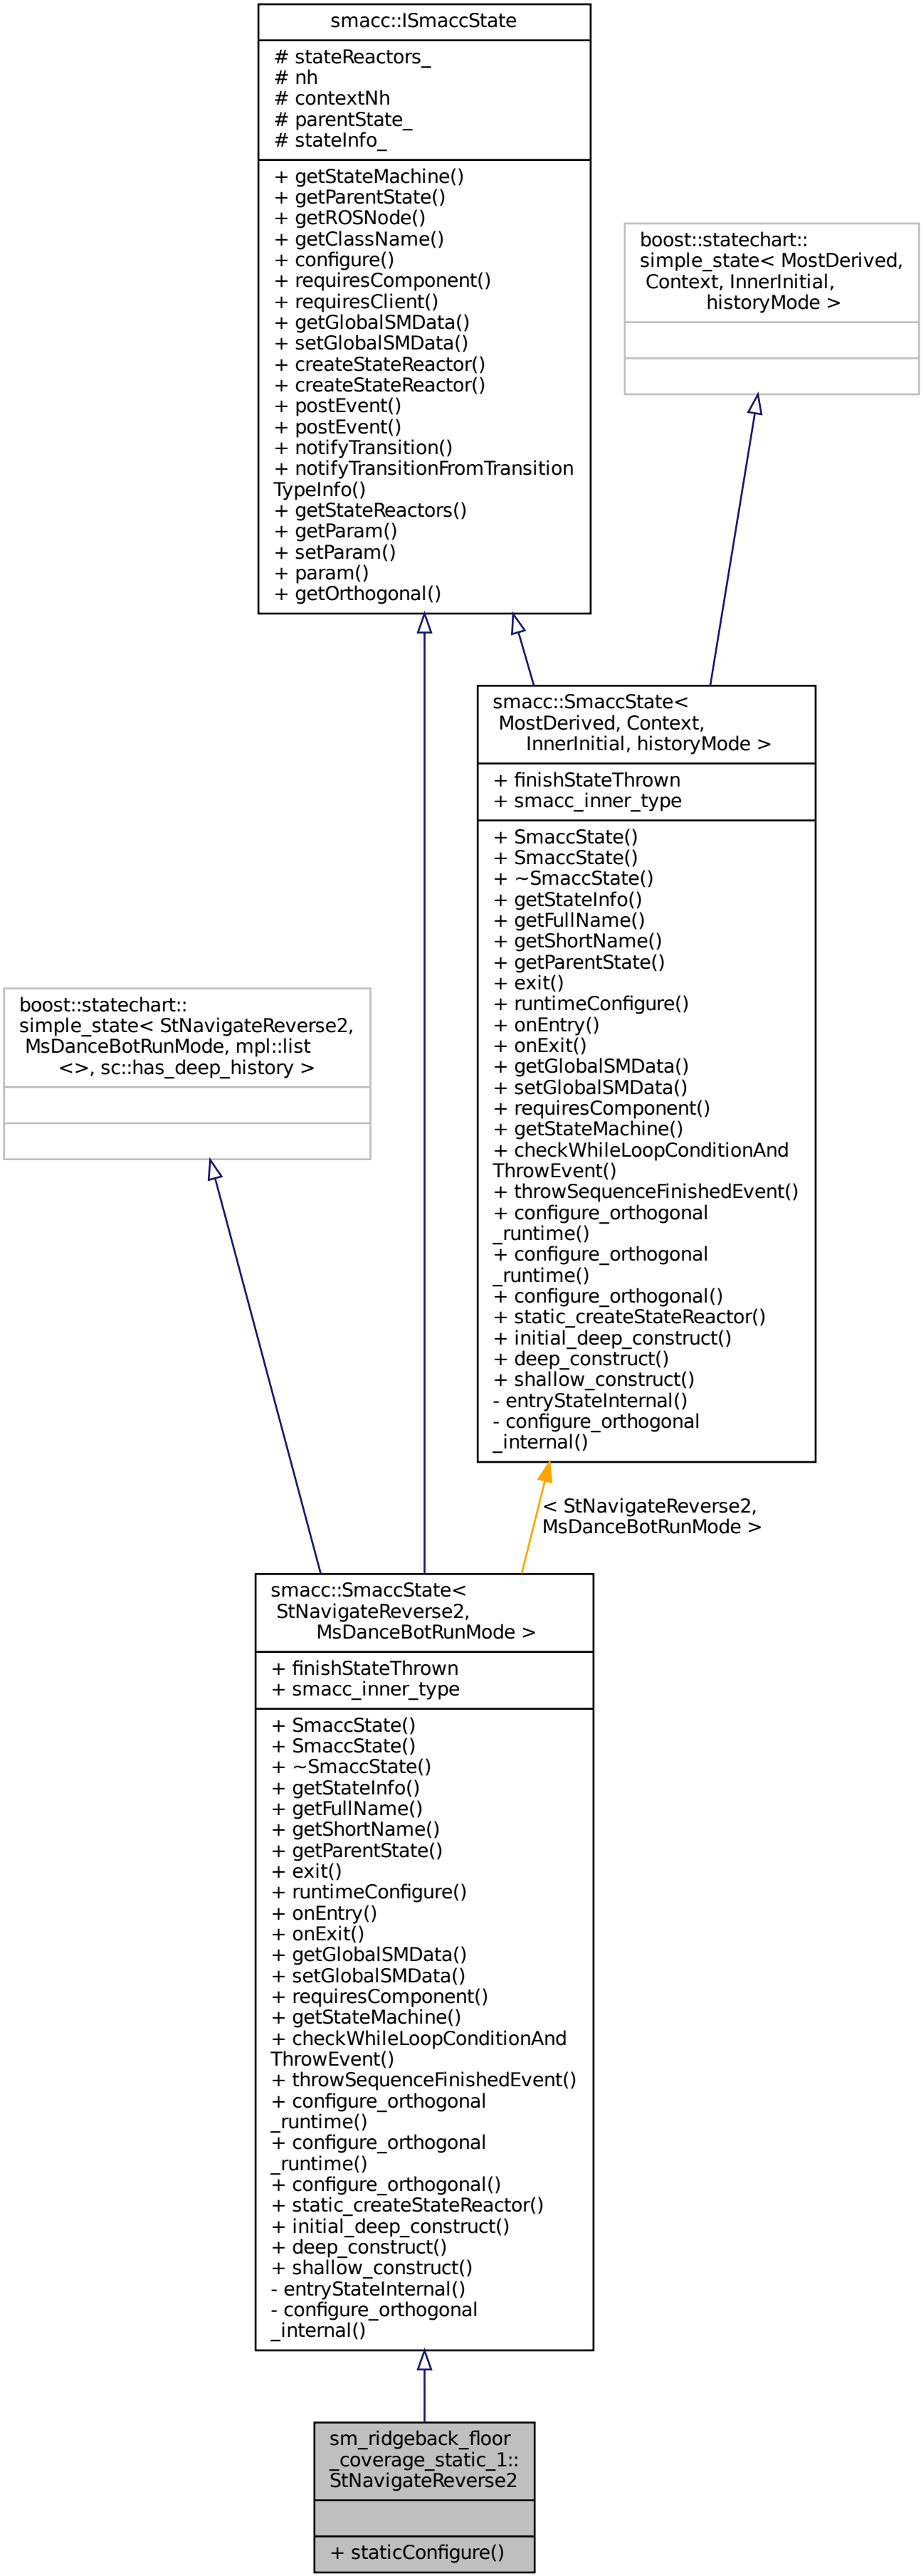 smacc::ISmaccState
# stateReactors_
# nh
# contextNh
# parentState_
# stateInfo_
+ getStateMachine()
+ getParentState()
+ getROSNode()
+ getClassName()
+ configure()
+ requiresComponent()
+ requiresClient()
+ getGlobalSMData()
+ setGlobalSMData()
+ createStateReactor()
+ createStateReactor()
+ postEvent()
+ postEvent()
+ notifyTransition()
+ notifyTransitionFromTransition
TypeInfo()
+ getStateReactors()
+ getParam()
+ setParam()
+ param()
+ getOrthogonal()
boost::statechart::
simple_state< MostDerived,
Context, InnerInitial,
historyMode >
smacc::SmaccState<
MostDerived, Context,
InnerInitial, historyMode >
+ finishStateThrown
+ smacc_inner_type
+ SmaccState()
+ SmaccState()
+ ~SmaccState()
+ getStateInfo()
+ getFullName()
+ getShortName()
+ getParentState()
+ exit()
+ runtimeConfigure()
+ onEntry()
+ onExit()
+ getGlobalSMData()
+ setGlobalSMData()
+ requiresComponent()
+ getStateMachine()
+ checkWhileLoopConditionAnd
ThrowEvent()
+ throwSequenceFinishedEvent()
+ configure_orthogonal
_runtime()
+ configure_orthogonal
_runtime()
+ configure_orthogonal()
+ static_createStateReactor()
+ initial_deep_construct()
+ deep_construct()
+ shallow_construct()
- entryStateInternal()
- configure_orthogonal
_internal()
boost::statechart::
simple_state< StNavigateReverse2,
MsDanceBotRunMode, mpl::list
<>, sc::has_deep_history >
< StNavigateReverse2,
MsDanceBotRunMode >
smacc::SmaccState<
StNavigateReverse2,
MsDanceBotRunMode >
+ finishStateThrown
+ smacc_inner_type
+ SmaccState()
+ SmaccState()
+ ~SmaccState()
+ getStateInfo()
+ getFullName()
+ getShortName()
+ getParentState()
+ exit()
+ runtimeConfigure()
+ onEntry()
+ onExit()
+ getGlobalSMData()
+ setGlobalSMData()
+ requiresComponent()
+ getStateMachine()
+ checkWhileLoopConditionAnd
ThrowEvent()
+ throwSequenceFinishedEvent()
+ configure_orthogonal
_runtime()
+ configure_orthogonal
_runtime()
+ configure_orthogonal()
+ static_createStateReactor()
+ initial_deep_construct()
+ deep_construct()
+ shallow_construct()
- entryStateInternal()
- configure_orthogonal
_internal()
sm_ridgeback_floor
_coverage_static_1::
StNavigateReverse2
+ staticConfigure()